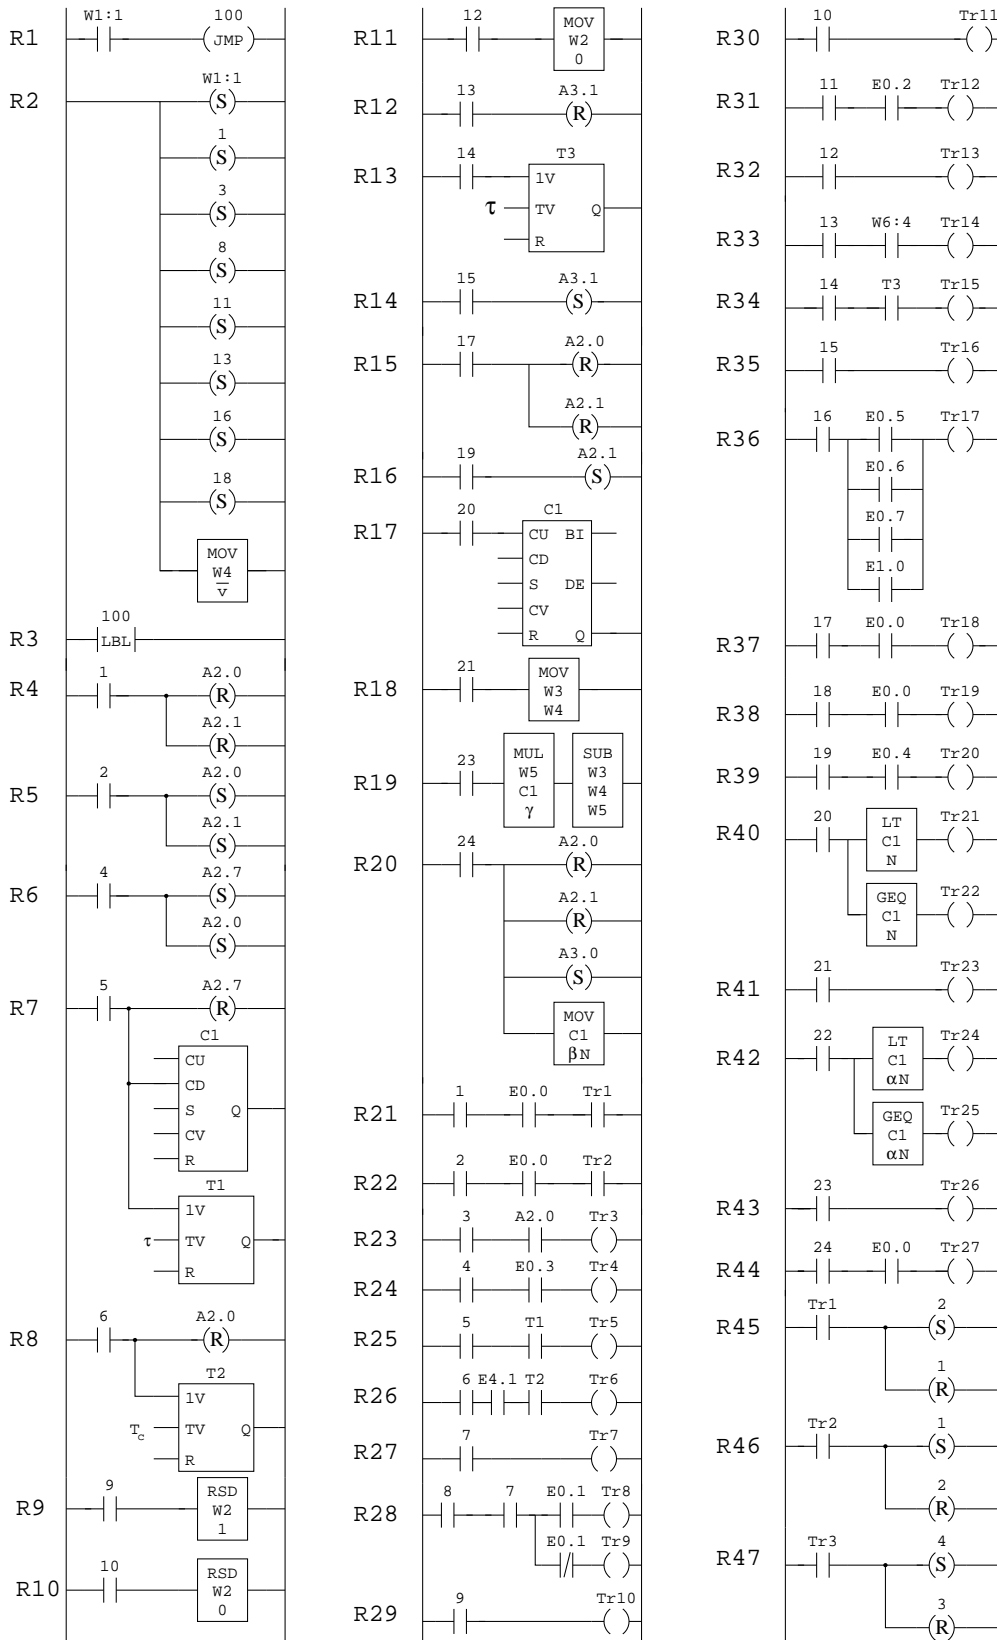 W1:1 100
R1 JMP
W1:1
R2 S
1
S
3
S
8
S
11
S
13
S
16
S
18
S
MOV
W4
v
100
R3 LBL
1 A2.0
R4 R
A2.1
R
2 A2.0
R5 S
A2.1
S
4 A2.7
R6 S
A2.0
S
5 A2.7
R7 R
C1
CU
CD
S Q
CV
R
T1
1V
τ TV Q
R
6 A2.0
R8 R
T2
1V
Tc TV Q
R
9 RSD
R9 W2
1
10 RSD
R10 W2
0
12 MOV
R11 W2
0
13 A3.1
R12 R
14 T3
R13 1V
τ TV Q
R
15 A3.1
R14 S
17 A2.0
R15 R
A2.1
R
19 A2.1
R16 S
20 C1
R17 CU BI
CD
S DE
CV
R Q
21 MOV
R18 W3
W4
23 MUL SUB
R19 W5 W3
C1 W4
γ W5
24 A2.0
R20 R
A2.1
R
A3.0
S
MOV
C1
βN
1 E0.0 Tr1
R21
2 E0.0 Tr2
R22
3 A2.0 Tr3
R23
4 E0.3 Tr4
R24
5 T1 Tr5
R25
6 E4.1 T2 Tr6
R26
7 Tr7
R27
8 7 E0.1 Tr8
R28
E0.1 Tr9
9 Tr10
R29
10 Tr11
R30
11 E0.2 Tr12
R31
12 Tr13
R32
13 W6:4 Tr14
R33
14 T3 Tr15
R34
15 Tr16
R35
16 E0.5 Tr17
R36
E0.6
E0.7
E1.0
17 E0.0 Tr18
R37
18 E0.0 Tr19
R38
19 E0.4 Tr20
R39
20 LT Tr21
R40 C1
N
GEQ Tr22
C1
N
21 Tr23
R41
22 LT Tr24
R42 C1
αN
GEQ Tr25
C1
αN
23 Tr26
R43
24 E0.0 Tr27
R44
Tr1 2
R45 S
1
R
Tr2 1
R46 S
2
R
Tr3 4
R47 S
3
R